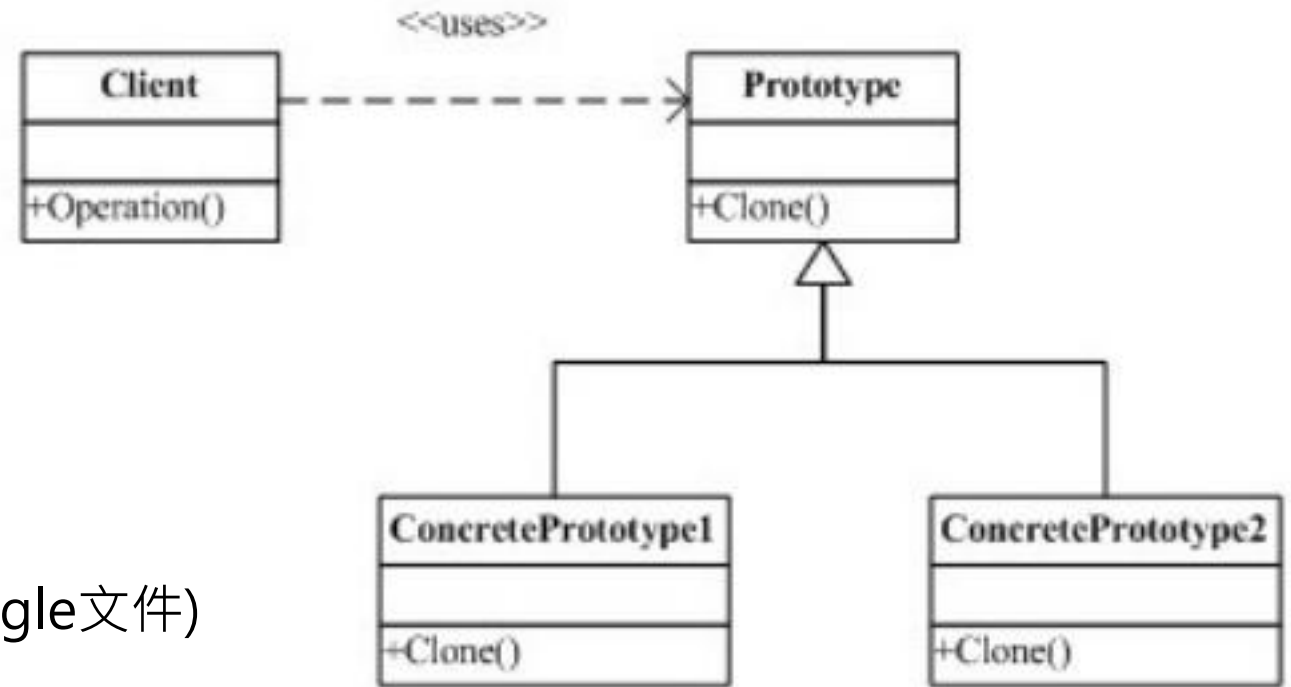 <<uses>>
Client
Prototype
+Operation()
+Clone()
ConcretePrototype1
ConcretePrototype2
gle文件)
+Clone()
+Clone()